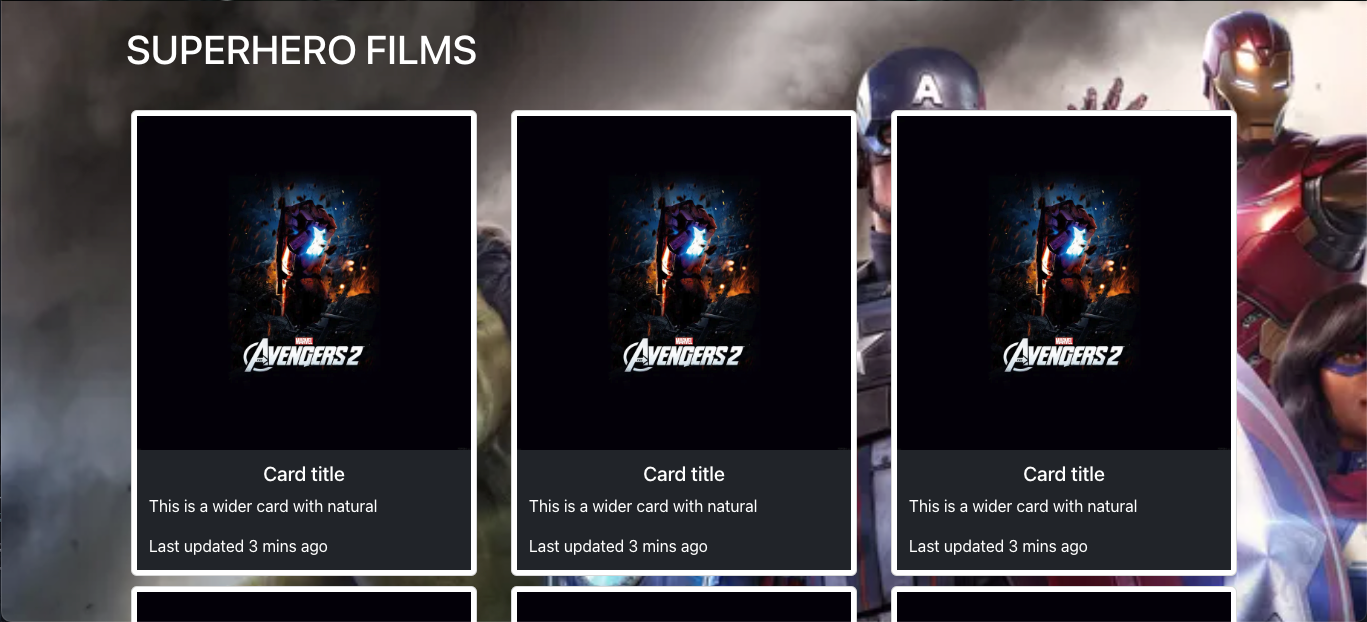 SUPERHERO FILMS
A
MARVEL
AVENGERS 2
MARVEL
AVENGERS 2
MARVEL
AVENGERS 2
Card title
This is a wider card with natural
Last updated 3 mins ago
Card title
This is a wider card with natural
Last updated 3 mins ago
Card title
This is a wider card with natural
Last updated 3 mins ago